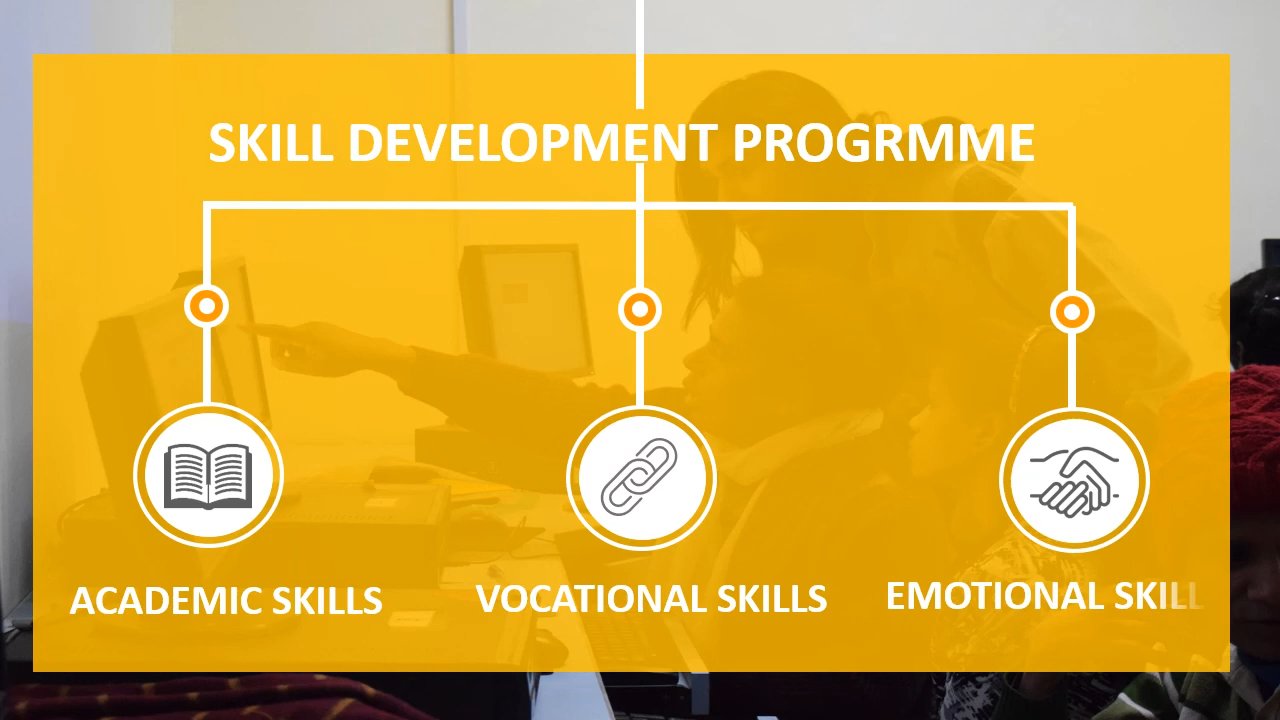 SKILL DEVELOPMENT PROGRMME
ACADEMIC SKILLS
VOCATIONAL SKILLS
EMOTIONAL SKILL